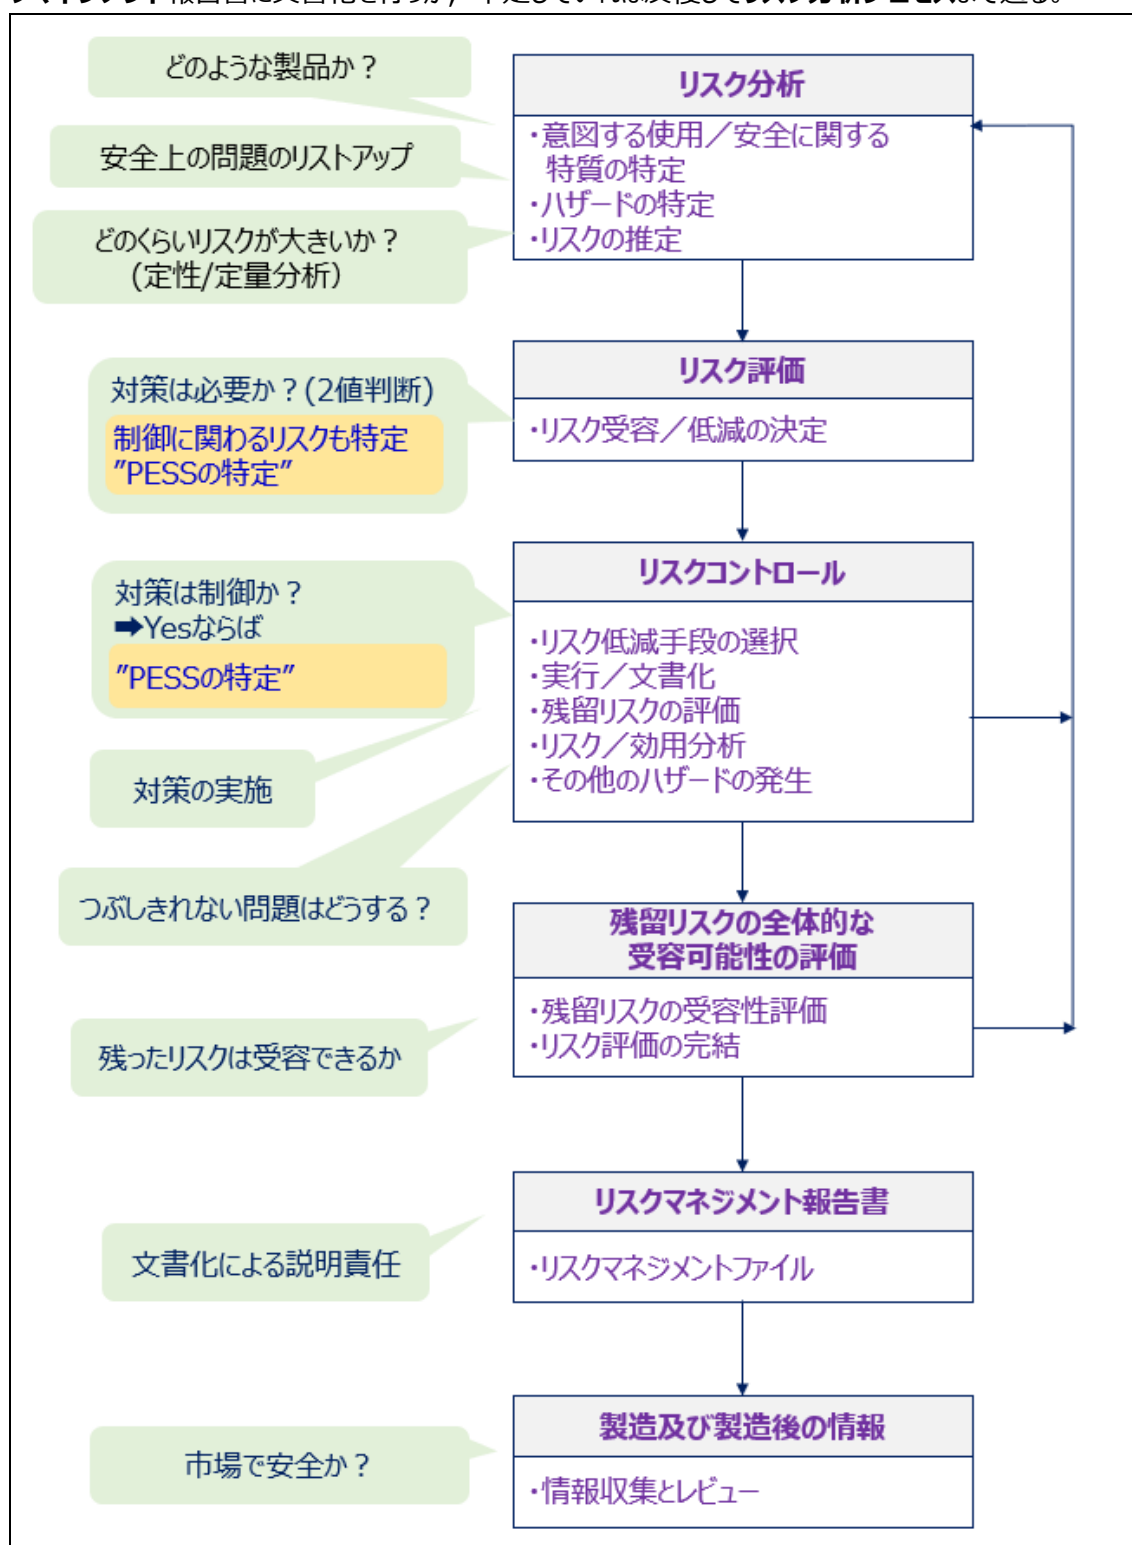 どのような製品か？
安全上の問題のリストアップ
どのくらいリスクが大きいか？
(定性/定量分析）
リスク分析
・意図する使用／安全に関する
特質の特定
・ハザードの特定
・リスクの推定
対策は必要か？(2値判断)
制御に関わるリスクも特定
”PESSの特定”
リスク評価
・リスク受容／低減の決定
対策は制御か？
➡Yesならば
”PESSの特定”
対策の実施
つぶしきれない問題はどうする？
リスクコントロール
・リスク低減手段の選択
・実行／文書化
・残留リスクの評価
・リスク／効用分析
・その他のハザードの発生
残ったリスクは受容できるか
残留リスクの全体的な
受容可能性の評価
・残留リスクの受容性評価
・リスク評価の完結
文書化による説明責任
リスクマネジメント報告書
・リスクマネジメントファイル
市場で安全か？
製造及び製造後の情報
・情報収集とレビュー